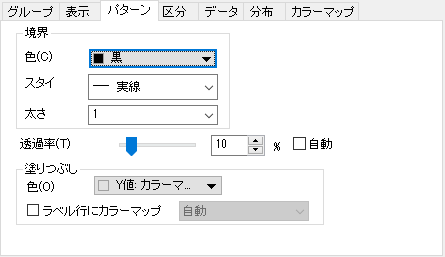 グループ 表示 パターン 区分 データ 分布 カラーマップ
境界
色(C) 黒
スタイ 実線
太さ 1
透過率(T) 10 % 自動
塗りつぶし
色(O) Y値: カラーマ...
ラベル行にカラーマップ 自動